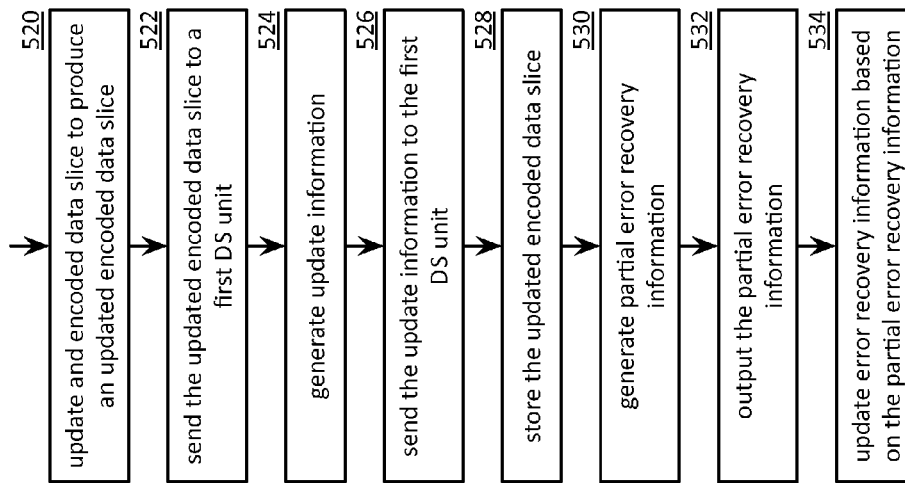 520
update and encoded data slice to produce
an updated encoded data slice
522
send the updated encoded data slice to a
first DS unit
524
generate update information
526
send the update information to the first
DS unit
528
store the updated encoded data slice
530
generate partial error recovery
information
532
output the partial error recovery
information
534
update error recovery information based
on the partial error recovery information